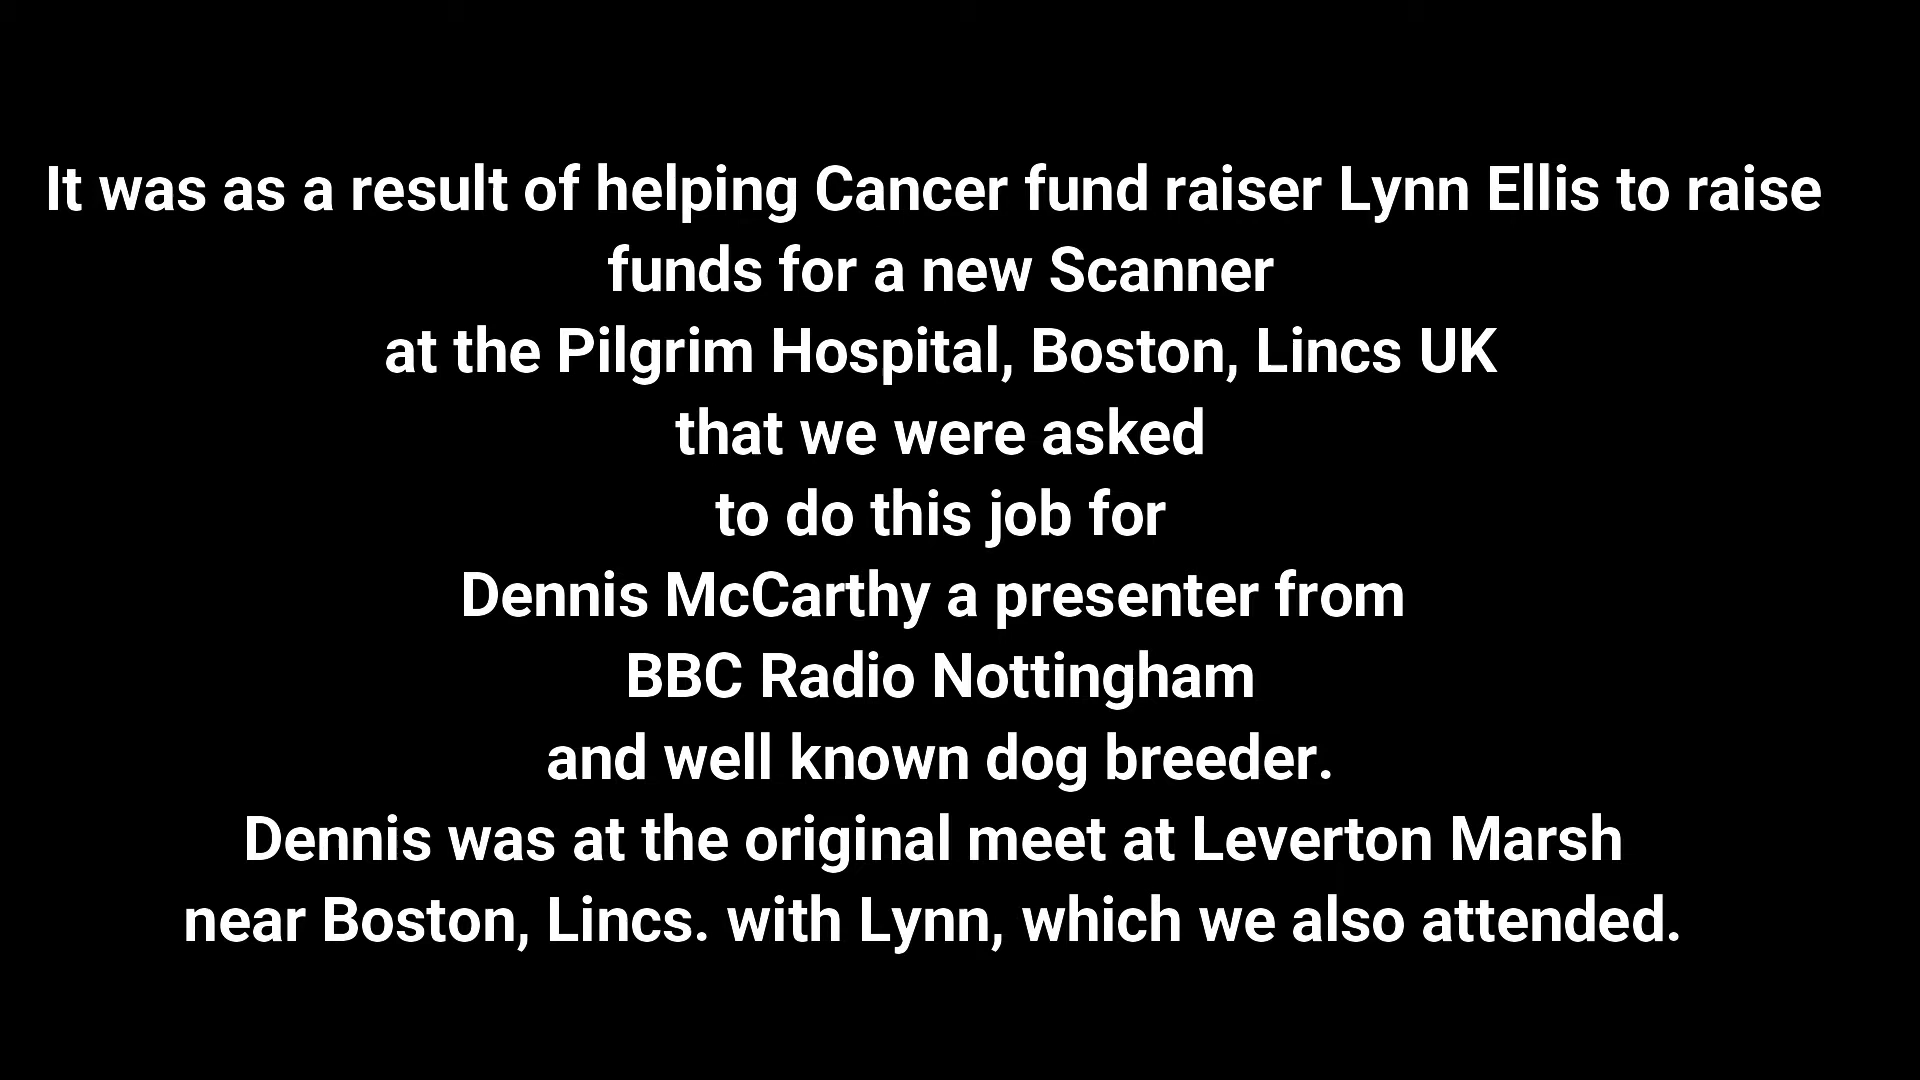 It was as a result of helping Cancer fund raiser Lynn Ellis to raise
funds for a new Scanner
at the Pilgrim Hospital, Boston, Lincs UK
that we were asked
to do this job for
Dennis McCarthy a presenter from
BBC Radio Nottingham
and well known dog breeder.
Dennis was at the original meet at Leverton Marsh
near Boston, Lincs. with Lynn, which we also attended.